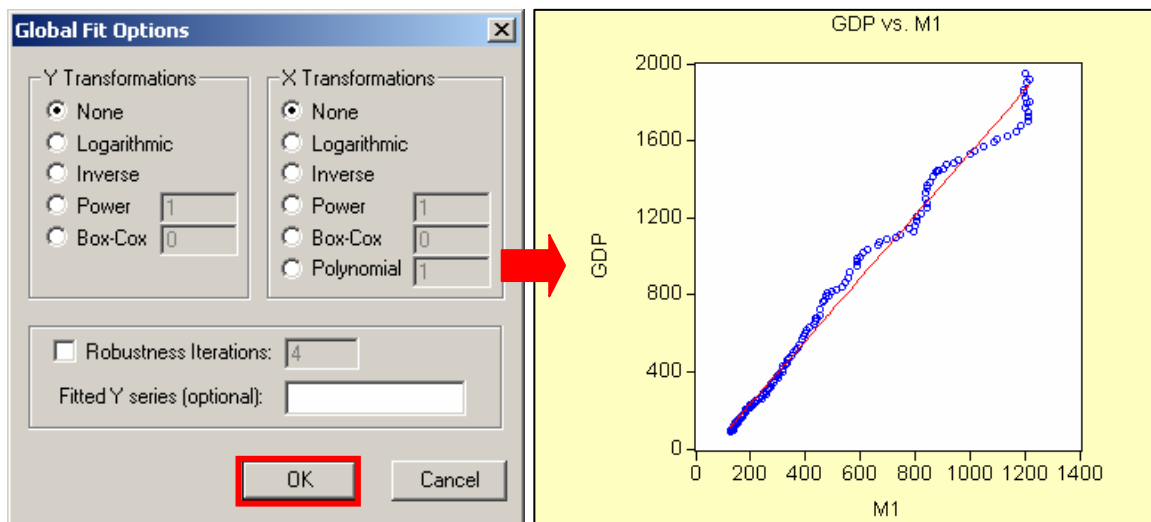 Global Fit Options
Y Transformations
None
Logarithmic
Inverse
Power 1
Box-Cox 0
X Transformations
None
Logarithmic
Inverse
Power 1
Box-Cox 0
Polynomial 1
Robustness Iterations: 4
Fitted Y series (optional):
OK Cancel
GDP vs. M1
2000
1600
1200
800
400
0
GDP
0 200 400 600 800 1000 1200 1400
M1